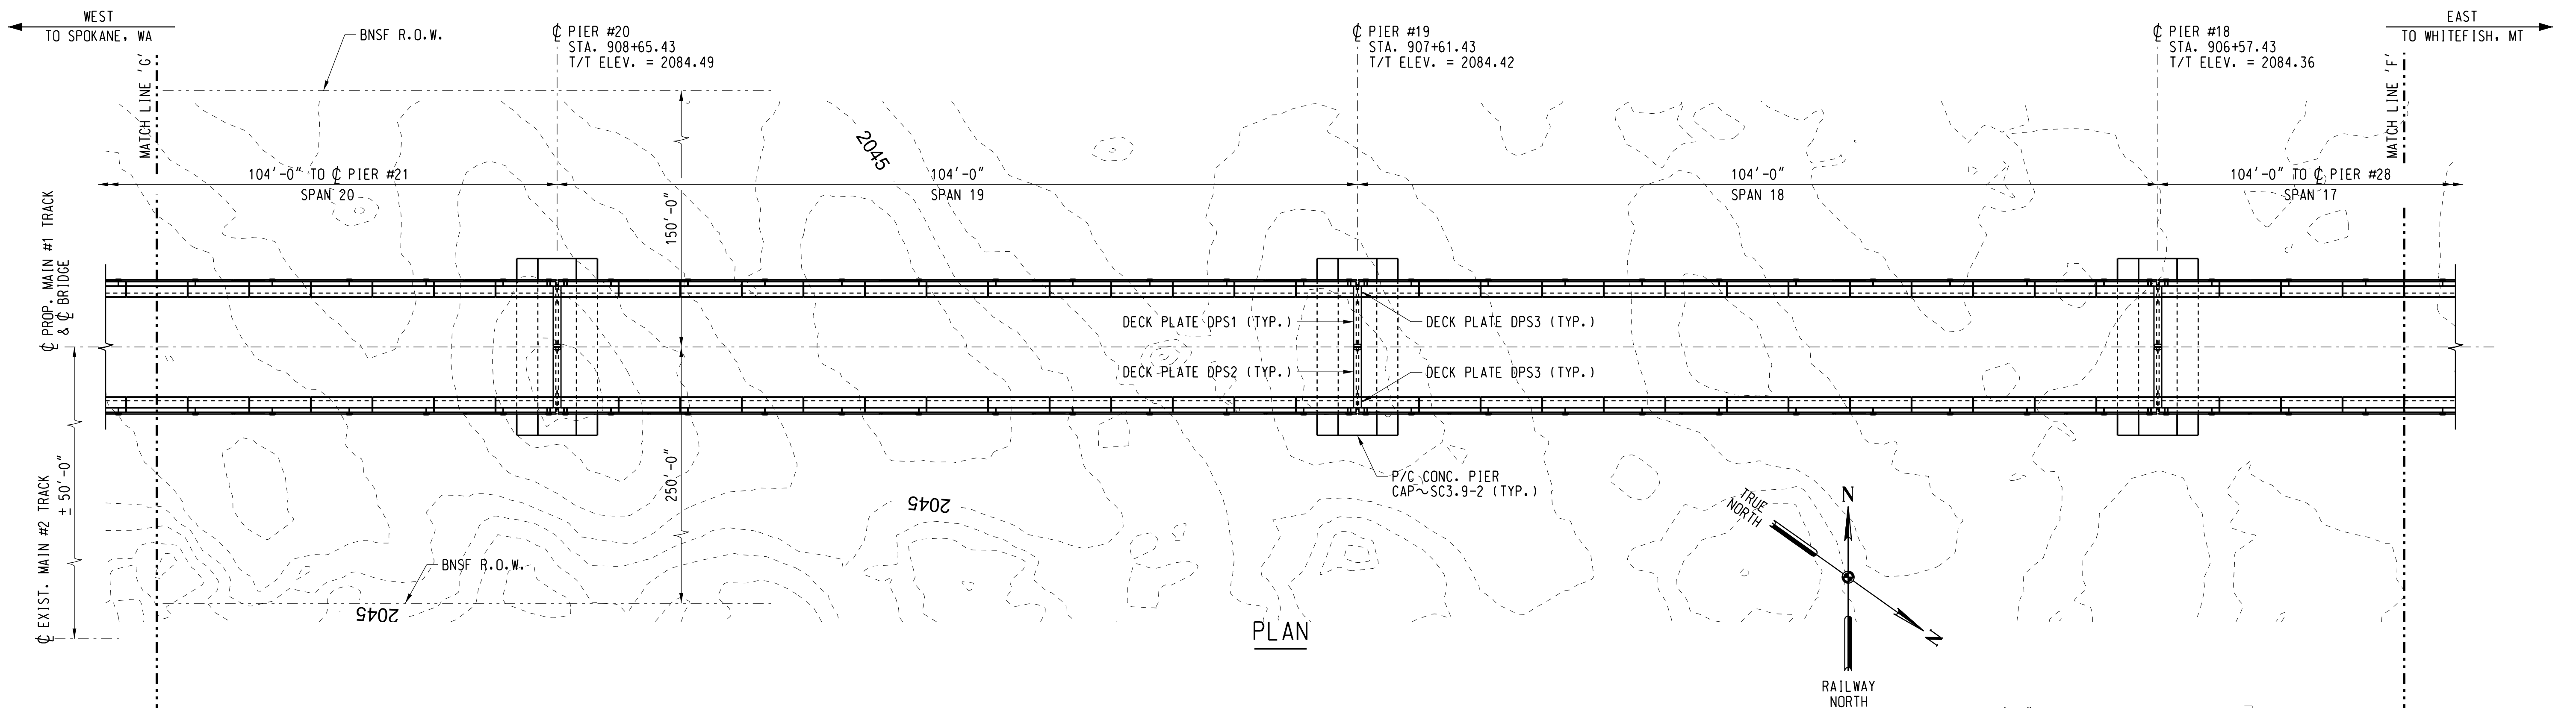 WEST
TO SPOKANE, WA
BNSF R.O.W.
℄ PIER #20
STA. 908+65.43
T/T ELEV. = 2084.49
℄ PIER #19
STA. 907+61.43
T/T ELEV. = 2084.42
℄ PIER #18
STA. 906+57.43
T/T ELEV. = 2084.36
EAST
TO WHITEFISH, MT
MATCH LINE 'G'
MATCH LINE 'F'
2045
104'-0" TO ℄ PIER #21
SPAN 20
104'-0"
SPAN 19
104'-0"
SPAN 18
104'-0" TO ℄ PIER #28
SPAN 17
150'-0"
℄ PROP. MAIN #1 TRACK
& ℄ BRIDGE
DECK PLATE DPS1 (TYP.)
DECK PLATE DPS3 (TYP.)
DECK PLATE DPS2 (TYP.)
DECK PLATE DPS3 (TYP.)
250'-0"
℄ EXIST. MAIN #2 TRACK
±50'-0"
P/C CONC. PIER
CAP~SC3.9-2 (TYP.)
2045
BNSF R.O.W.
2045
TRUE
NORTH
N
N
PLAN
RAILWAY
NORTH